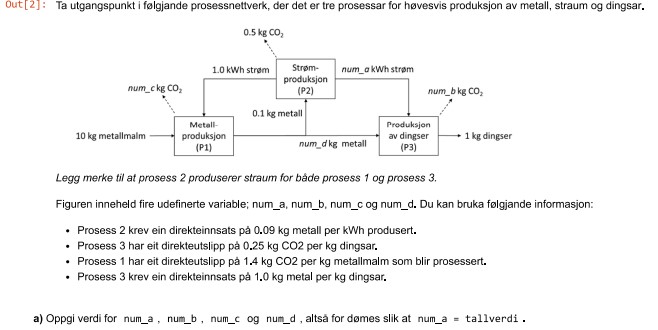 Out[2]: Ta utgangspunkt i følgjande prosessnettverk, der det er tre prosessar for høvesvis produksjon av metall, straum og dingsar.
0.5 kg CO₂
1.0 kWh strøm
Strøm-
produksjon
(P2)
num_a kWh strøm
num_c kg CO₂
num_b kg CO₂
0.1 kg metall
10 kg metallmalm
Metall-
produksjon
(P1)
num_d kg metall
Produksjon
av dingser
(P3)
1 kg dingser
Legg merke til at prosess 2 produserer straum for både prosess 1 og prosess 3.
Figuren inneheld fire udefinerte variable; num_a, num_b, num_c og num_d. Du kan bruka følgjande informasjon:
• Prosess 2 krev ein direkteinnsats på 0.09 kg metall per kWh produsert.
• Prosess 3 har eit direkteutslipp på 0.25 kg CO2 per kg dingsar.
• Prosess 1 har eit direkteutslipp på 1.4 kg CO2 per kg metallmalm som blir prosessert.
• Prosess 3 krev ein direkteinnsats på 1.0 kg metal per kg dingsar.
a) Oppgi verdi for num_a , num_b , num_c og num_d , altså for dømes slik at num_a = tallverdi .